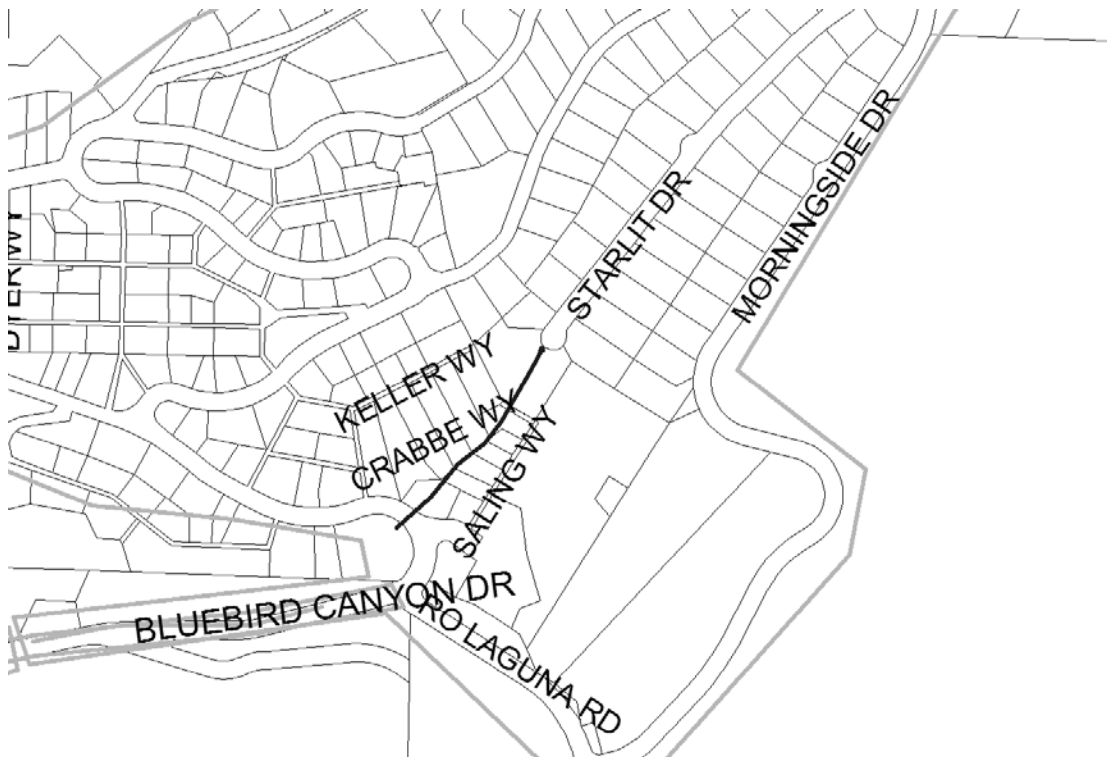 MORNINGSIDE DR
STARLIT DR
KELLER WY
CRABBE WY
SALING WY
BLUEBIRD CANYON DR
RO LAGUNA RD